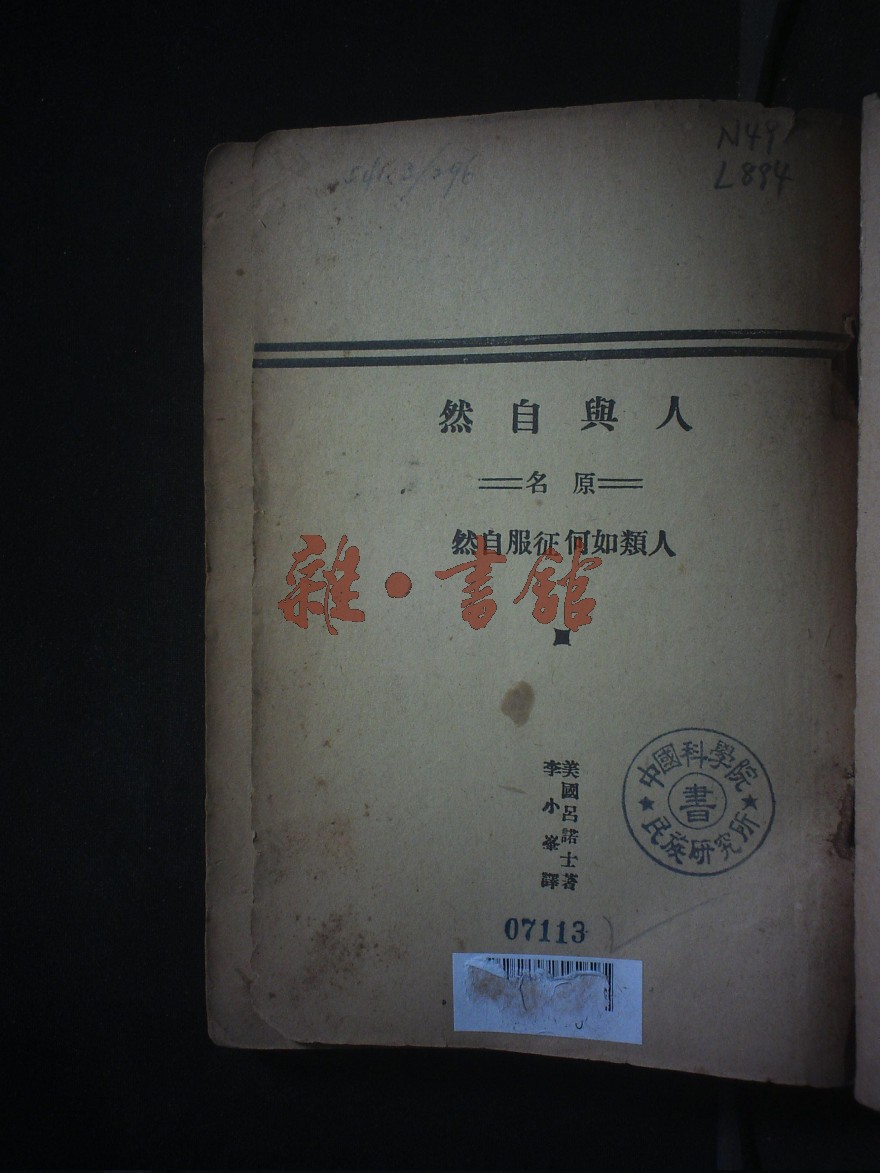 N49
L894
人與自然
原名
人類如何征服自然
雜·書館
美國呂諾士著
李小峯譯
中國科學院
民族研究所
書
07113